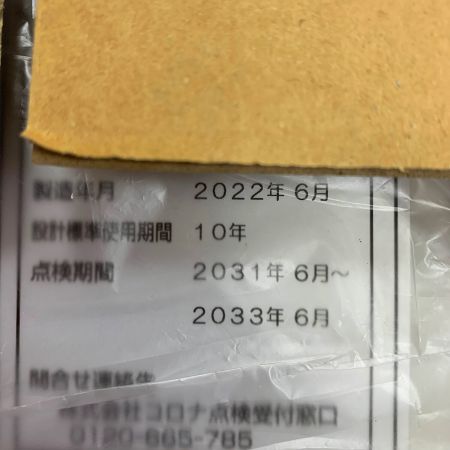 製造年月 2022年 6月
設計標準使用期間 10年
点検期間 2031年 6月～
2033年 6月
問合せ連絡先
株式会社コロナ点検受付窓口
0120-665-785